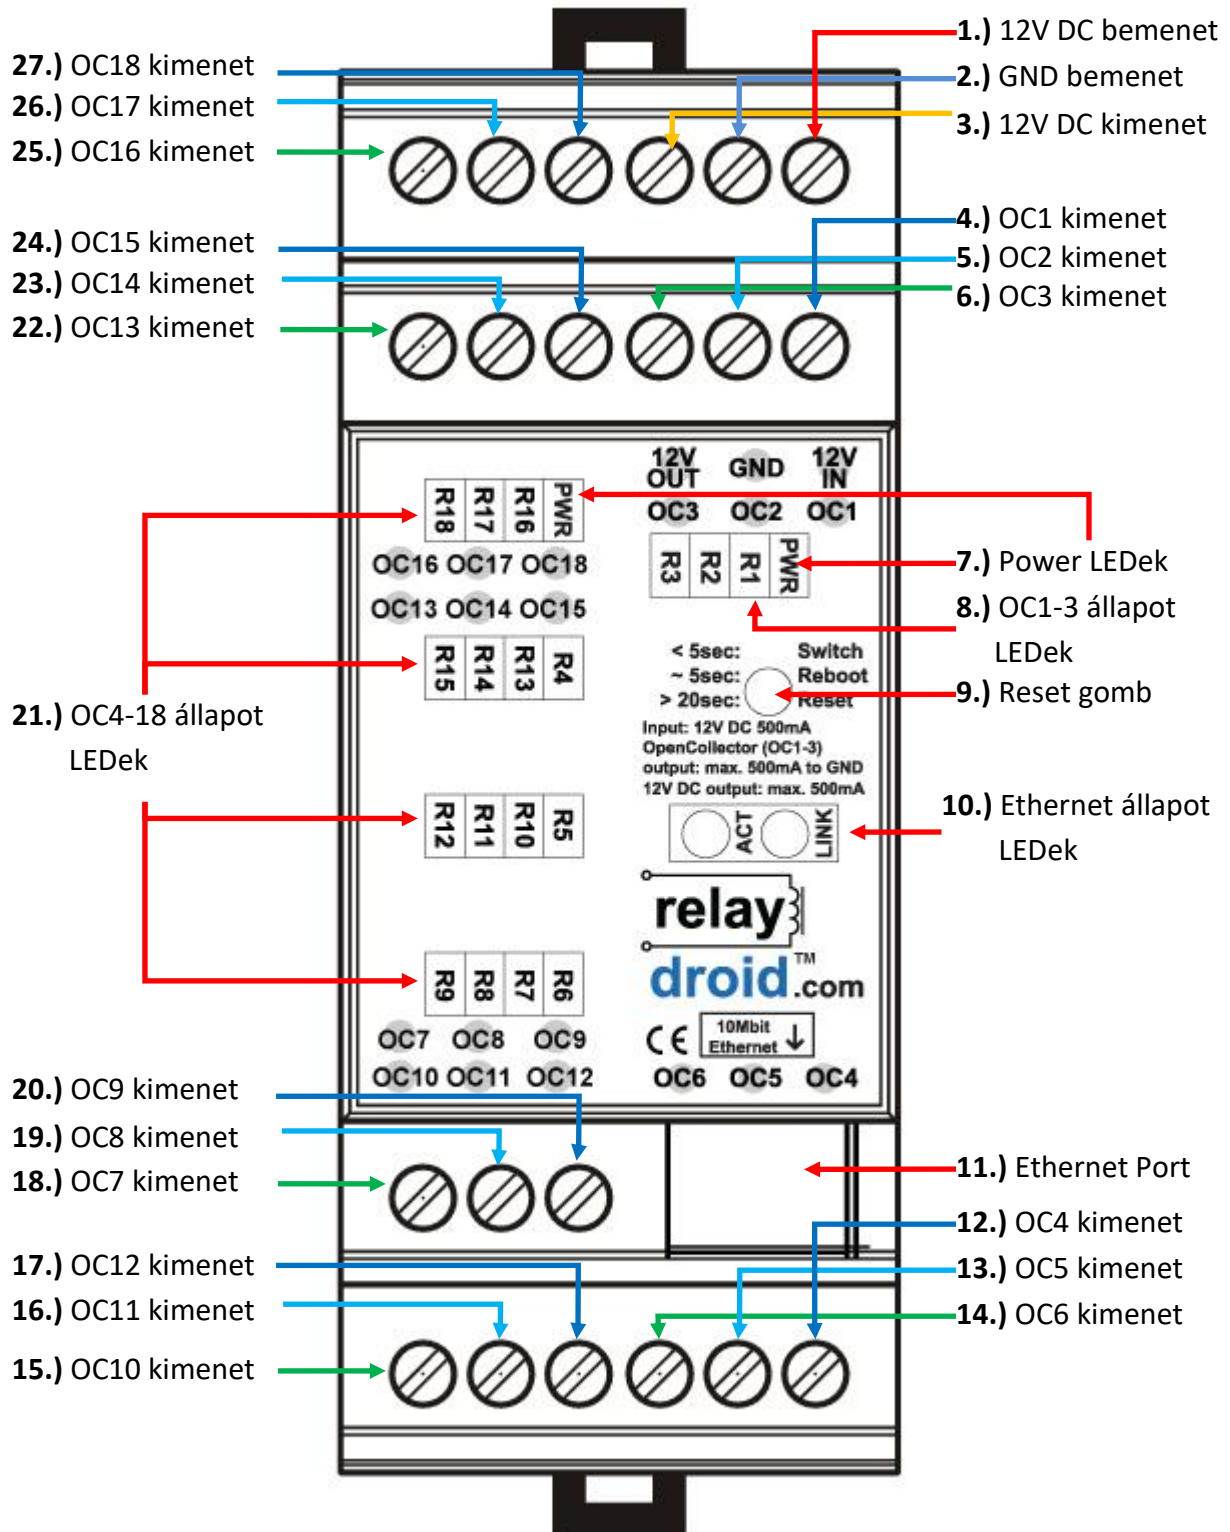 27.) OC18 kimenet
26.) OC17 kimenet
25.) OC16 kimenet
24.) OC15 kimenet
23.) OC14 kimenet
22.) OC13 kimenet
1.) 12V DC bemenet
2.) GND bemenet
3.) 12V DC kimenet
4.) OC1 kimenet
5.) OC2 kimenet
6.) OC3 kimenet
12V OUT
GND
12V IN
OC3 OC2 OC1
R18 R17 R16 PWR
OC16 OC17 OC18
OC13 OC14 OC15
R15 R14 R13 R4
R3 R2 R1 PWR
7.) Power LEDek
8.) OC1-3 állapot
LEDek
9.) Reset gomb
< 5sec: Switch
~ 5sec: Reboot
> 20sec: Reset
Input: 12V DC 500mA
OpenCollector (OC1-3)
output: max. 500mA to GND
12V DC output: max. 500mA
21.) OC4-18 állapot
LEDek
R12 R11 R10 R5
ACT LINK
10.) Ethernet állapot
LEDek
relay
droid™.com
R9 R8 R7 R6
OC7 OC8 OC9
OC10 OC11 OC12
CE
10Mbit
Ethernet ↓
OC6 OC5 OC4
20.) OC9 kimenet
19.) OC8 kimenet
18.) OC7 kimenet
17.) OC12 kimenet
16.) OC11 kimenet
15.) OC10 kimenet
11.) Ethernet Port
12.) OC4 kimenet
13.) OC5 kimenet
14.) OC6 kimenet